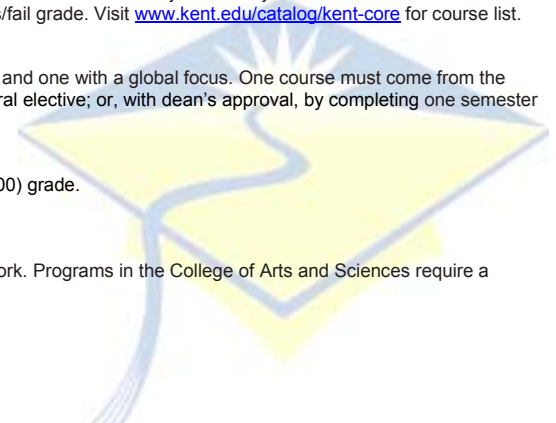 s/fail grade. Visit www.kent.edu/catalog/kent-core for course list.
and one with a global focus. One course must come from the
ral elective; or, with dean's approval, by completing one semester
00) grade.
ork. Programs in the College of Arts and Sciences require a